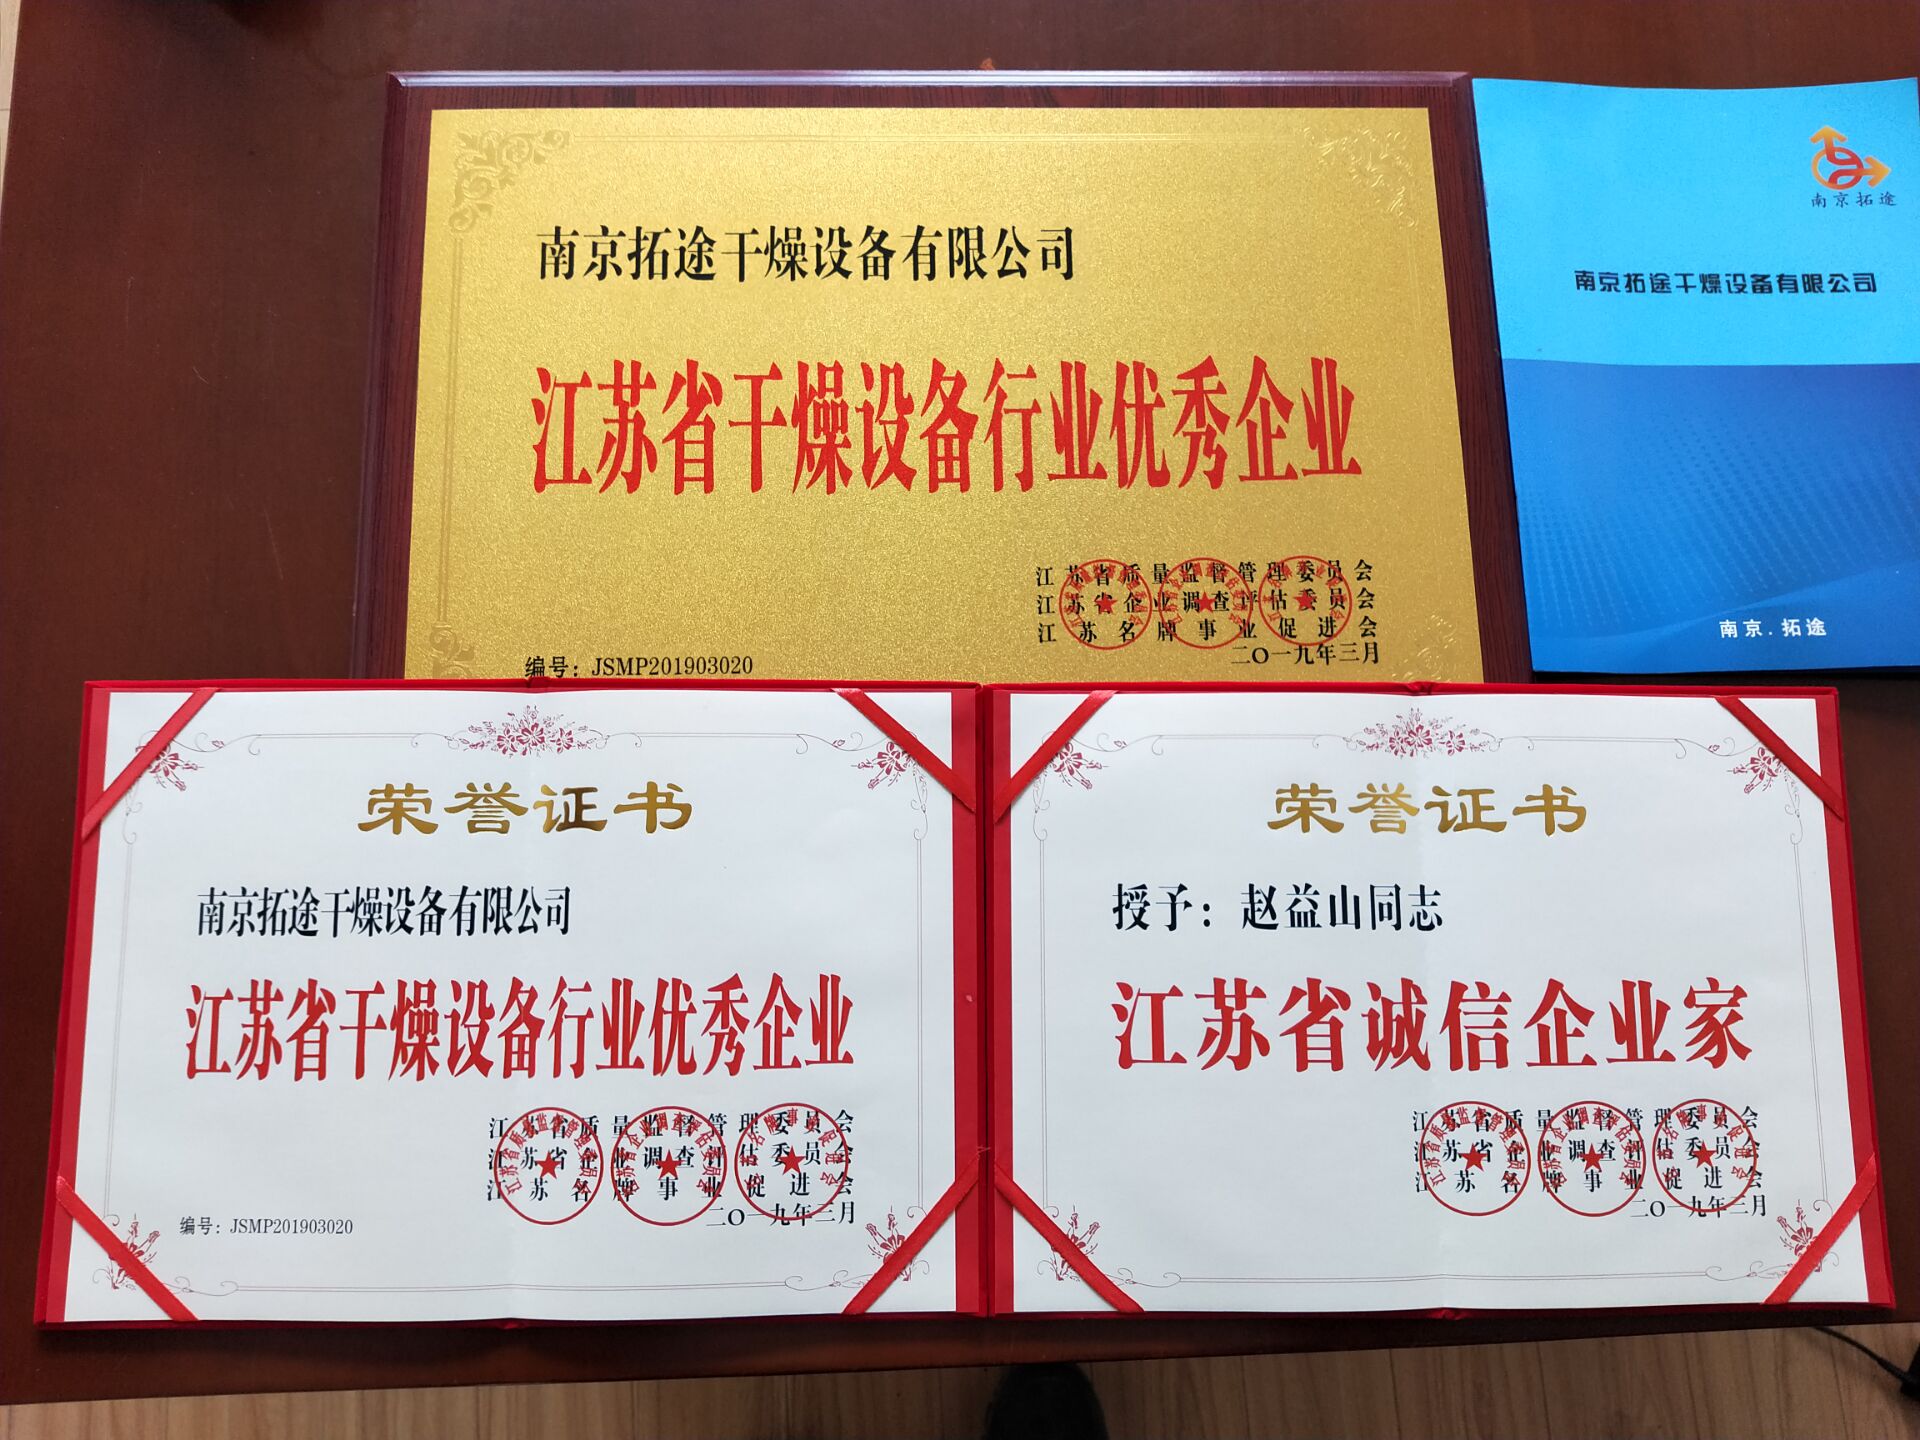 南京拓途干燥设备有限公司
江苏省干燥设备行业优秀企业
江苏省质量监督管理委员会
江苏省企业调查评估委员会
江苏名牌事业促进会
二〇一九年三月
编号：JSMP201903020
南京拓途
南京拓途干燥设备有限公司
南京.拓途
荣誉证书
南京拓途干燥设备有限公司
江苏省干燥设备行业优秀企业
江苏省质量监督管理委员会
江苏省企业调查评估委员会
江苏名牌事业促进会
二〇一九年三月
编号：JSMP201903020
荣誉证书
授予：赵益山同志
江苏省诚信企业家
江苏省质量监督管理委员会
江苏省企业调查评估委员会
江苏名牌事业促进会
二〇一九年三月